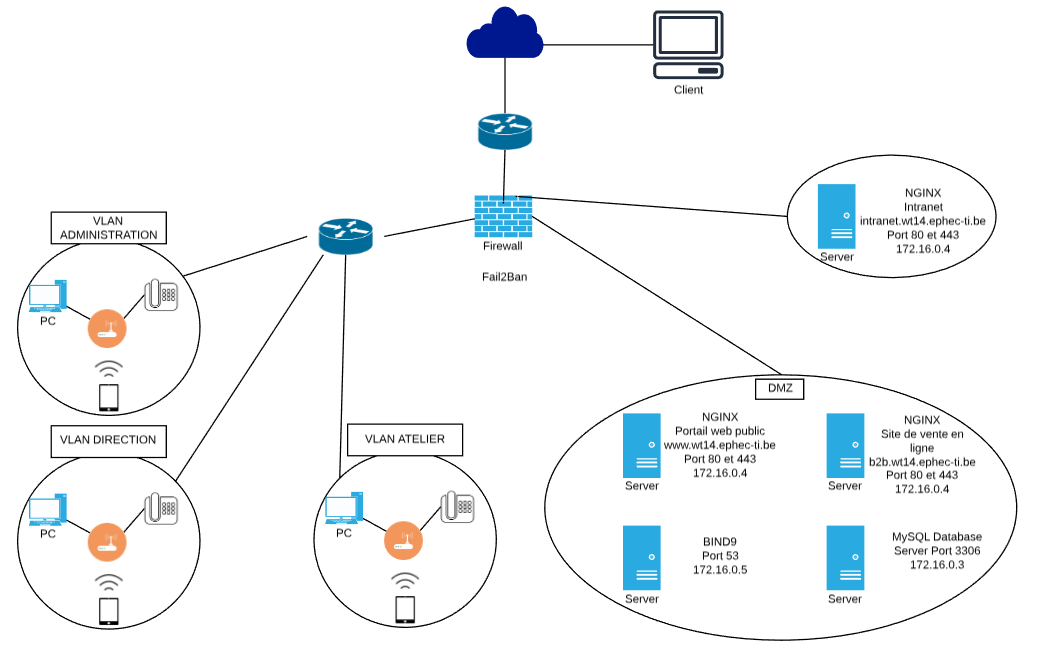 Client
NGINX
Intranet
intranet.wt14.ephec-ti.be
Port 80 et 443
172.16.0.4
Server
Firewall
Fail2Ban
VLAN
ADMINISTRATION
PC
VLAN DIRECTION
PC
VLAN ATELIER
PC
DMZ
NGINX
Portail web public
www.wt14.ephec-ti.be
Port 80 et 443
172.16.0.4
Server
NGINX
Site de vente en
ligne
b2b.wt14.ephec-ti.be
Port 80 et 443
172.16.0.4
Server
BIND9
Port 53
172.16.0.5
Server
MySQL Database
Server Port 3306
172.16.0.3
Server